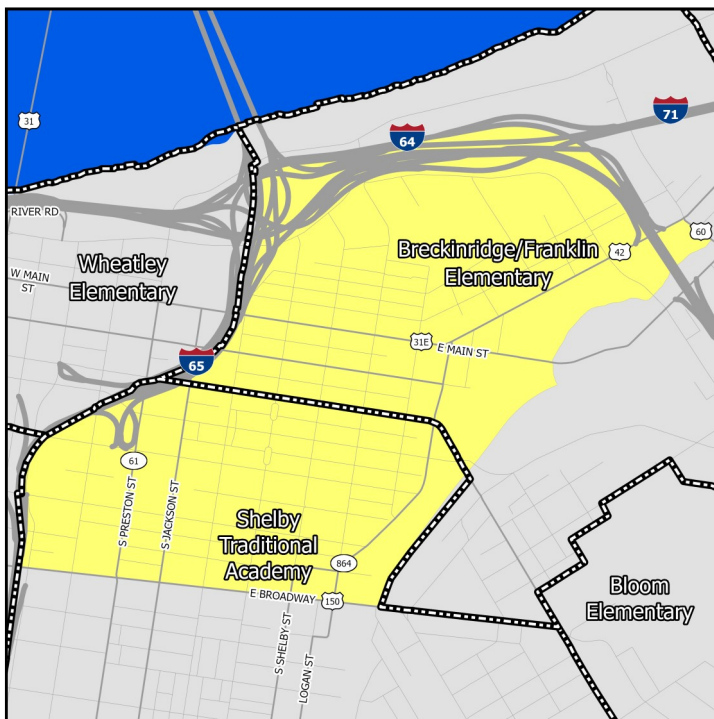 31
71
64
RIVER RD
60
Wheatley
Elementary
Breckinridge/Franklin
Elementary
42
W MAIN
ST
31E
E MAIN ST
65
61
S PRESTON ST
S JACKSON ST
Shelby
Traditional
Academy
864
E BROADWAY
150
Bloom
Elementary
S SHELBY ST
LOGAN ST